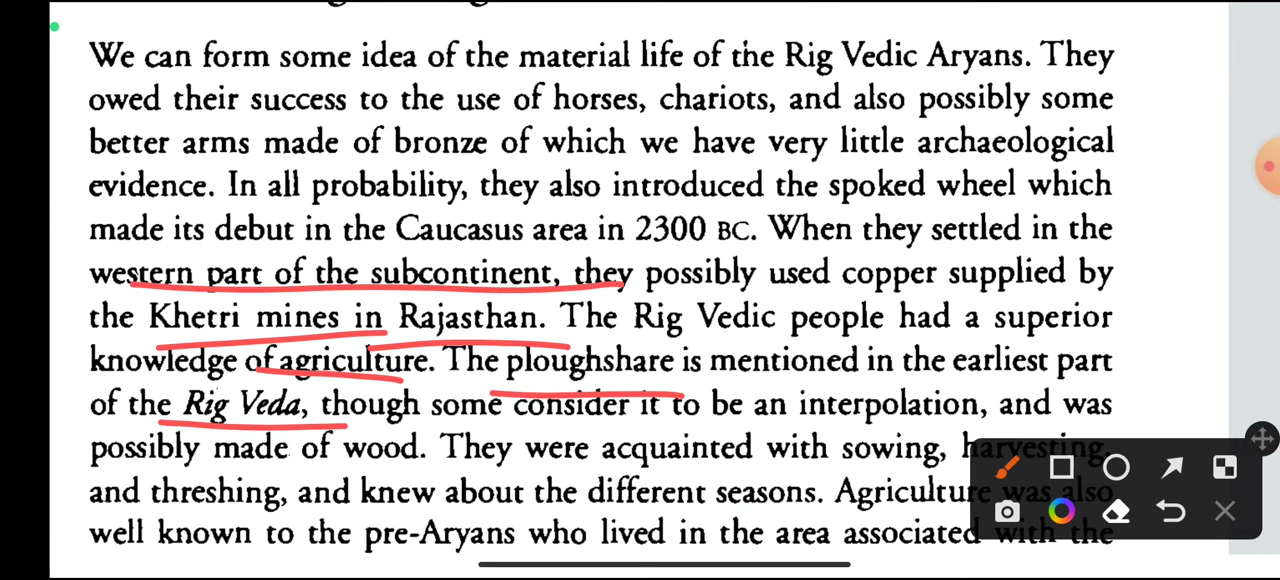 We can form some idea of the material life of the Rig Vedic Aryans. They
owed their success to the use of horses, chariots, and also possibly some
better arms made of bronze of which we have very little archaeological
evidence. In all probability, they also introduced the spoked wheel which
made its debut in the Caucasus area in 2300 BC. When they settled in the
western part of the subcontinent, they possibly used copper supplied by
the Khetri mines in Rajasthan. The Rig Vedic people had a superior
knowledge of agriculture. The ploughshare is mentioned in the earliest part
of the Rig Veda, though some consider it to be an interpolation, and was
possibly made of wood. They were acquainted with sowing, harvesting,
and threshing, and knew about the different seasons. Agriculture was also
well known to the pre-Aryans who lived in the area associated with the